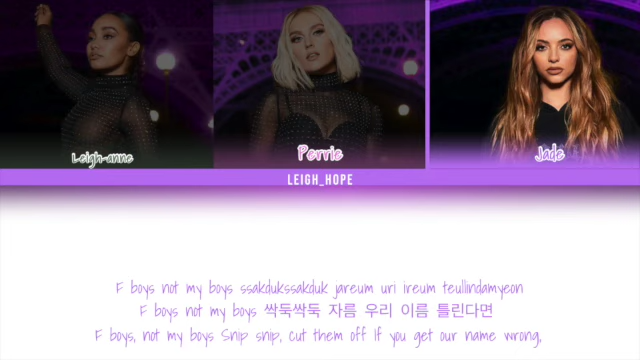 Leigh-anne
Perrie
Jade
LEIGH_HOPE
F boys not my boys ssakdukssakduk jareum uri ireum teullindamyeon
F boys not my boys 싹둑싹둑 자름 우리 이름 틀린다면
F boys, not my boys Snip snip, cut them off if you get our name wrong,